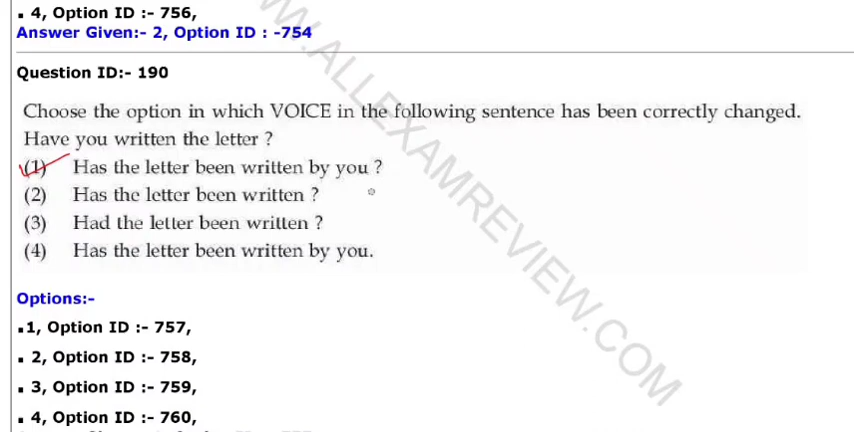 . 4, Option ID :- 756,
Answer Given:- 2, Option ID : -754
Question ID:- 190
Choose the option in which VOICE in the following sentence has been correctly changed.
Have you written the letter ?
(1) Has the letter been written by you ?
(2) Has the letter been written ?
(3) Had the letter been written ?
(4) Has the letter been written by you.
Options:-
.1, Option ID :- 757,
. 2, Option ID :- 758,
. 3, Option ID :- 759,
. 4, Option ID :- 760,
WW.ALLEXAMREVIEW.COM